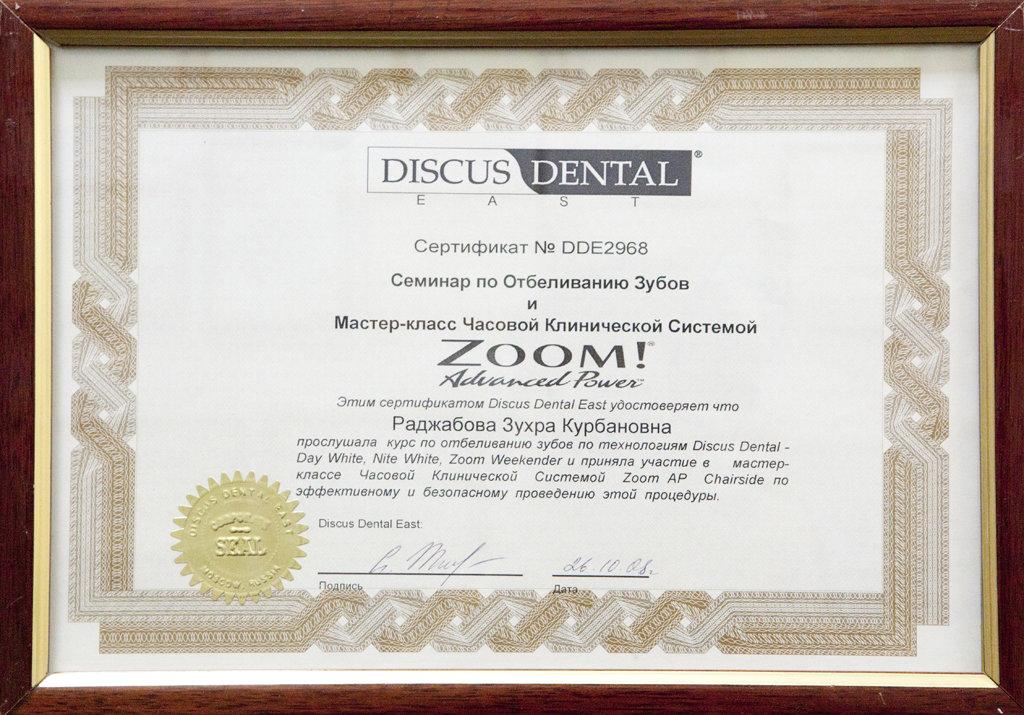 DISCUS DENTAL®
EAST
Сертификат № DDE2968
Семинар по Отбеливанию Зубов
и
Мастер-класс Часовой Клинической Системой
ZOOM!®
Advanced Power™
Этим сертификатом Discus Dental East удостоверяет что
Раджабова Зухра Курбановна
прослушала курс по отбеливанию зубов по технологиям Discus Dental -
Day White, Nite White, Zoom Weekender и приняла участие в мастер-
классе Часовой Клинической Системой Zoom AP Chairside по
эффективному и безопасному проведению этой процедуры.
DISCUS DENTAL EAST
SEAL
MOSCOW, RUSSIA
Discus Dental East:
26.10.08г.
Подпись
Дата